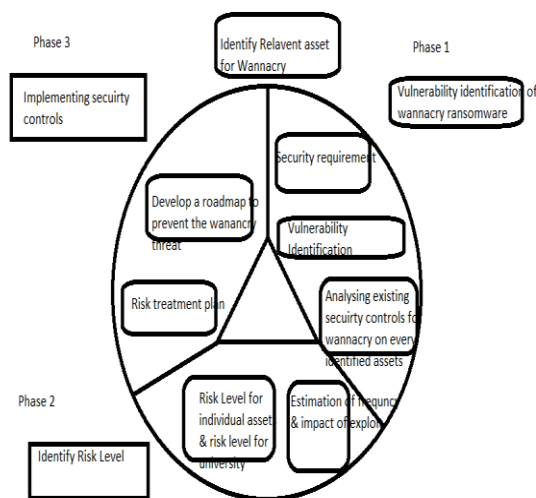 Phase 3
Identify Relavent asset
for Wannacry
Phase 1
Implementing secuirty
controls
Vulnerability identification of
wannacry ransomware
Security requirement
Develop a roadmap to
prevent the wanancry
threat
Vulnerability
Identification
Risk treatment plan
Analysing existing
secuirty controls for
wannacry on every
identified assets
Phase 2
Identify Risk Level
Risk Level for
individual asset
& risk level for
university
Estimation of frequncy
& impact of exploit